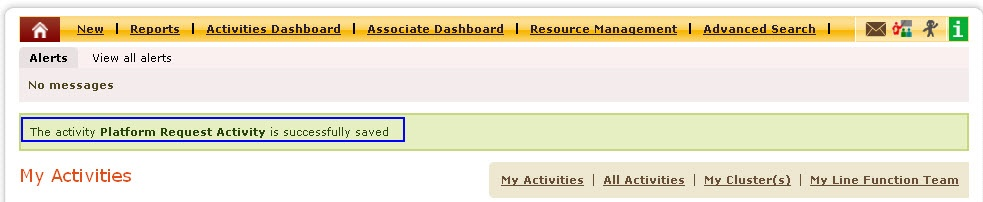 New | Reports | Activities Dashboard | Associate Dashboard | Resource Management | Advanced Search |
Alerts View all alerts
No messages
The activity Platform Request Activity is successfully saved
My Activities
My Activities | All Activities | My Cluster(s) | My Line Function Team